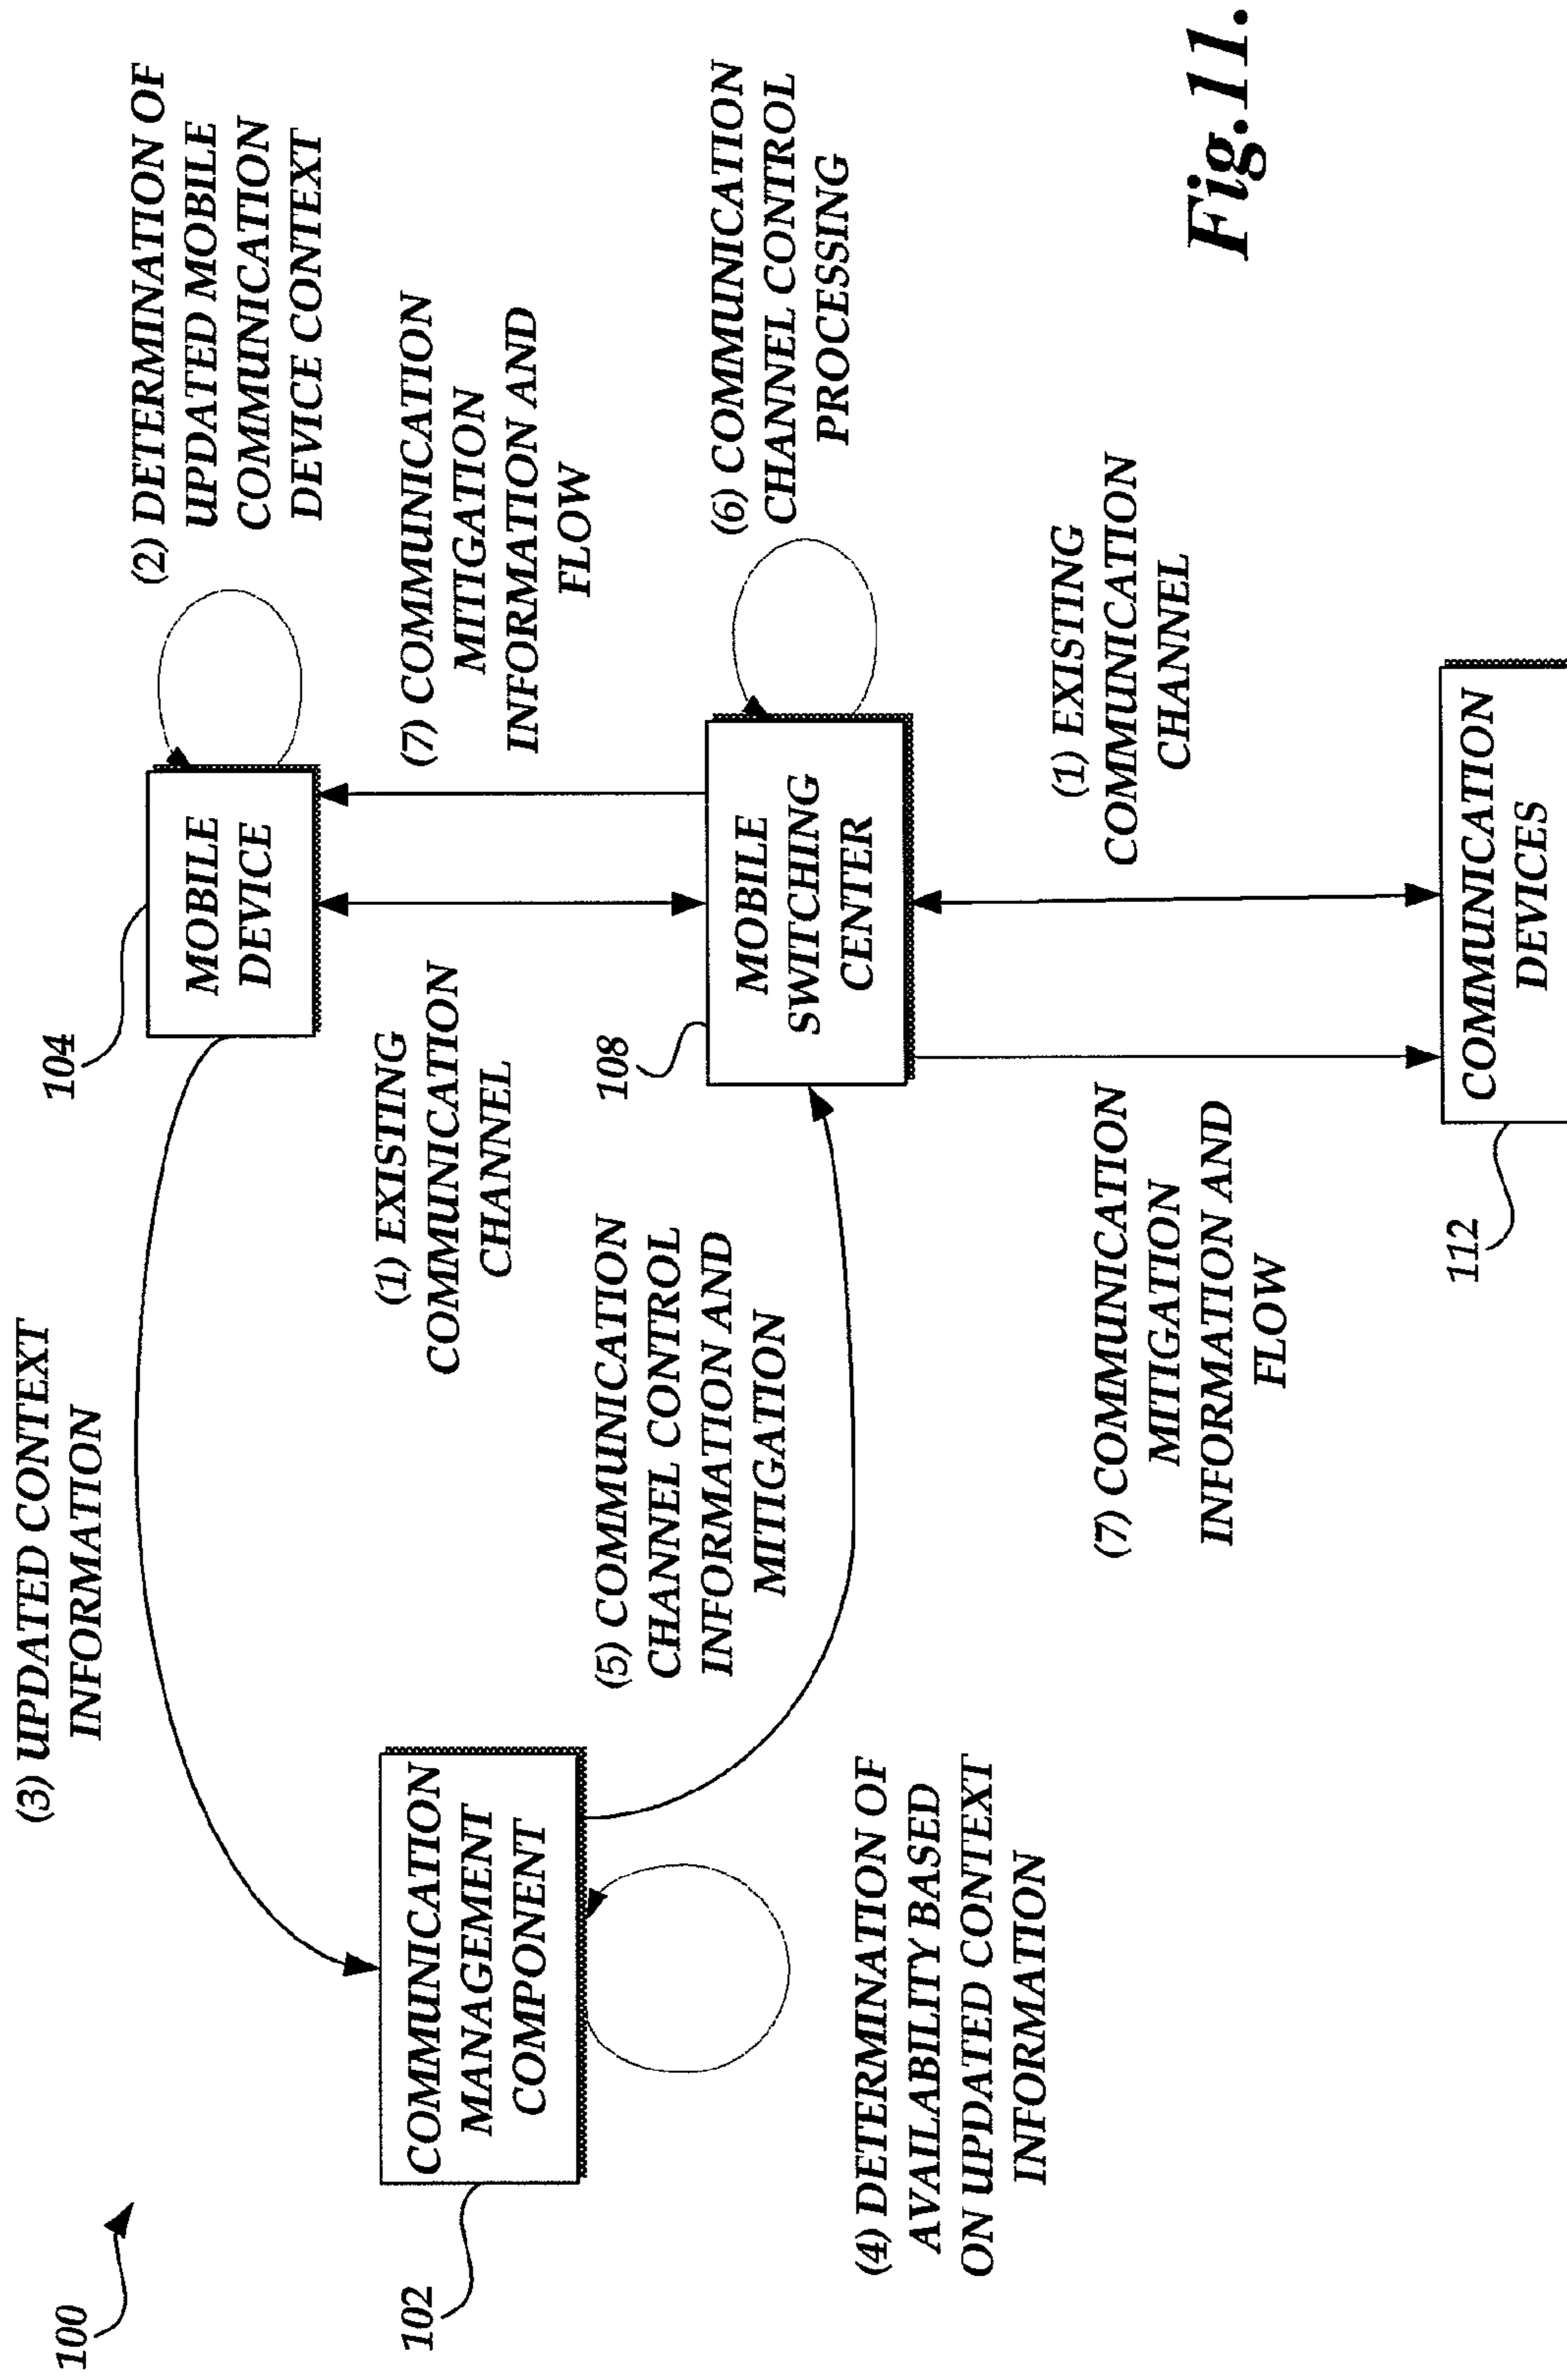 100
(3) UPDATED CONTEXT
INFORMATION
104
(2) DETERMINATION OF
UPDATED MOBILE
COMMUNICATION
DEVICE CONTEXT
MOBILE
DEVICE
102
COMMUNICATION
MANAGEMENT
COMPONENT
(1) EXISTING
COMMUNICATION
CHANNEL
(7) COMMUNICATION
MITIGATION
INFORMATION AND
FLOW
(5) COMMUNICATION
CHANNEL CONTROL
INFORMATION AND
MITIGATION
108
MOBILE
SWITCHING
CENTER
(6) COMMUNICATION
CHANNEL CONTROL
PROCESSING
(4) DETERMINATION OF
AVAILABILITY BASED
ON UPDATED CONTEXT
INFORMATION
(7) COMMUNICATION
MITIGATION
INFORMATION AND
FLOW
(1) EXISTING
COMMUNICATION
CHANNEL
112
COMMUNICATION
DEVICES
Fig.11.